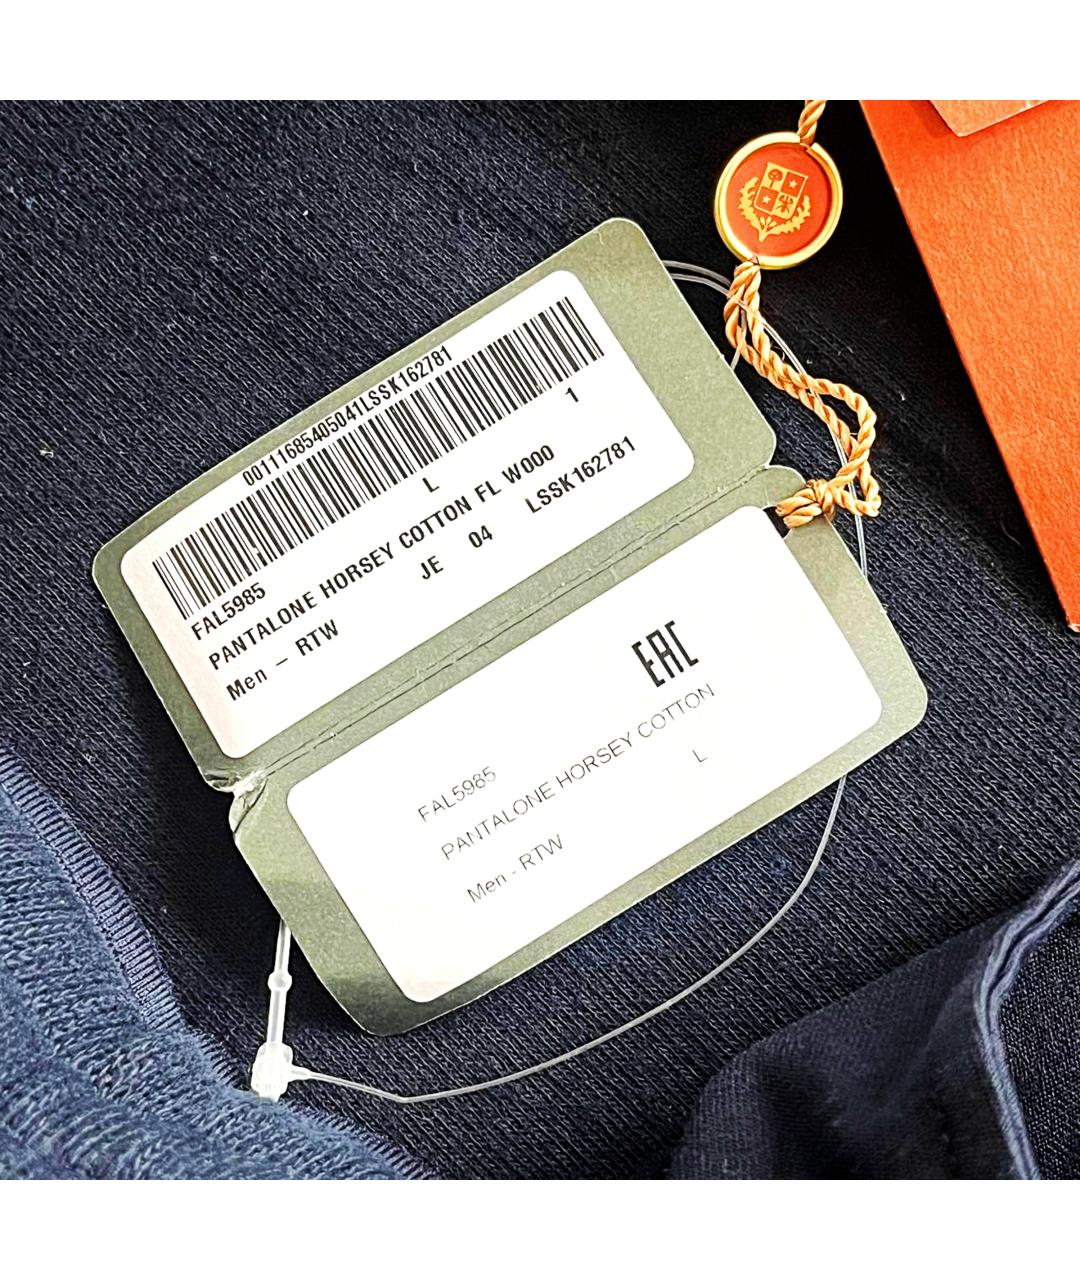 00111685405041LSSK162781
L 1
FAL5985
PANTALONE HORSEY COTTON FL W000
JE 04 LSSK162781
Men - RTW
EAC
FAL5985
PANTALONE HORSEY COTTON
L
Men - RTW